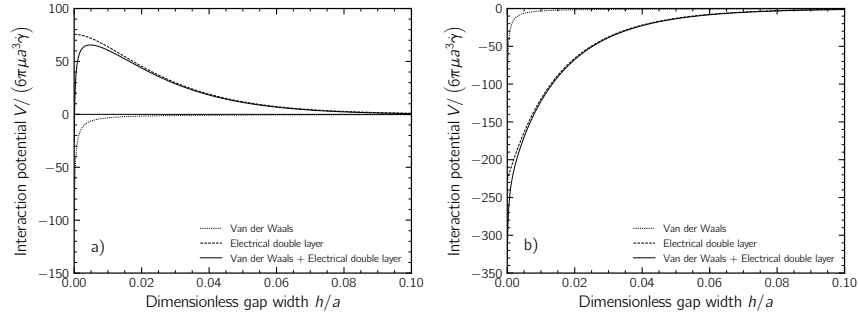 Interaction potential V/ (6πμa³γ̇)
100
50
0
−50
−100
−150
a)
Van der Waals
Electrical double layer
Van der Waals + Electrical double layer
0.00 0.02 0.04 0.06 0.08 0.10
Dimensionless gap width h/a
Interaction potential V/ (6πμa³γ̇)
0
−50
−100
−150
−200
−250
−300
−350
b)
Van der Waals
Electrical double layer
Van der Waals + Electrical double layer
0.00 0.02 0.04 0.06 0.08 0.10
Dimensionless gap width h/a